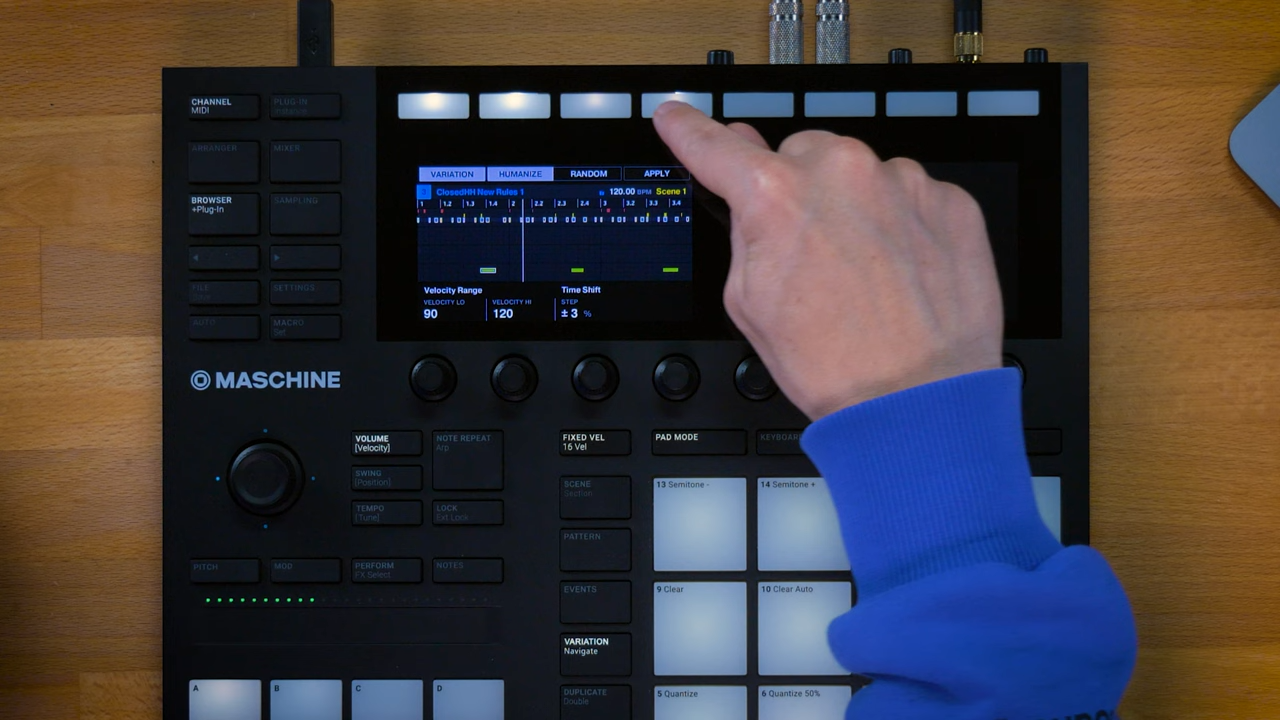 CHANNEL
MIDI
PLUG-IN
Instance
ARRANGER
MIXER
BROWSER
+Plug-In
SAMPLING
FILE
Save
SETTINGS
AUTO
MACRO
Set
VARIATION HUMANIZE RANDOM APPLY
ClosedHH New Rules 1 120.00 BPM Scene 1
1 1.2 1.3 1.4 2 2.2 2.3 2.4 3 3.2 3.3 3.4
Velocity Range Time Shift
VELOCITY LO VELOCITY HI STEP
90 120 ± 3 %
MASCHINE
VOLUME
[Velocity]
NOTE REPEAT
Arp
SWING
[Position]
TEMPO
[Tune]
LOCK
Ext Lock
PITCH
MOD
PERFORM
FX Select
NOTES
FIXED VEL
16 Vel
PAD MODE
KEYBOAR
SCENE
Section
PATTERN
EVENTS
VARIATION
Navigate
DUPLICATE
Double
13 Semitone -
14 Semitone +
9 Clear
10 Clear Auto
5 Quantize
6 Quantize 50%
A
B
C
D